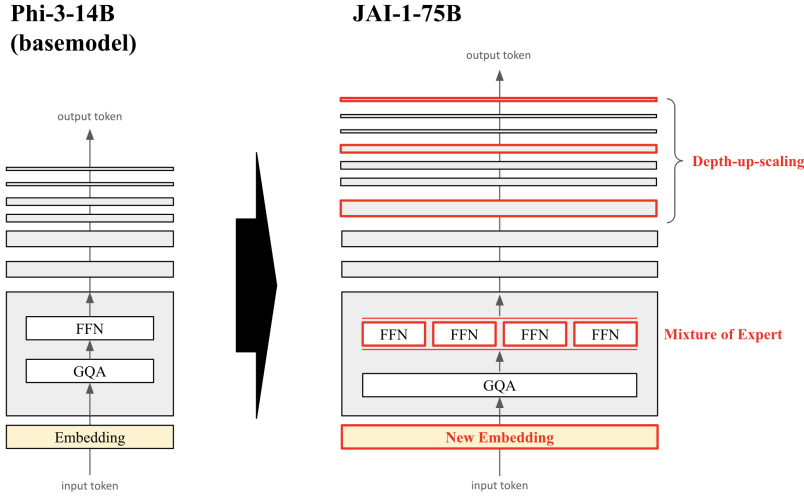 Phi-3-14B
(basemodel)
output token
FFN
GQA
Embedding
input token
JAI-1-75B
output token
Depth-up-scaling
FFN FFN FFN FFN
Mixture of Expert
GQA
New Embedding
input token